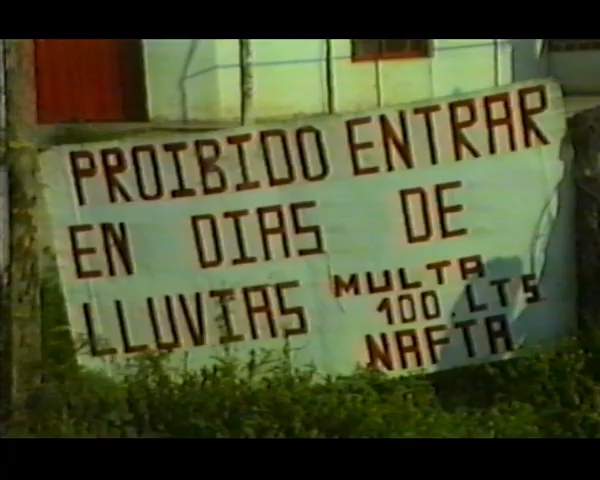 PROIBIDO ENTRAR
EN DIAS DE
LLUVIAS MULTA
100 LTS
NAFTA